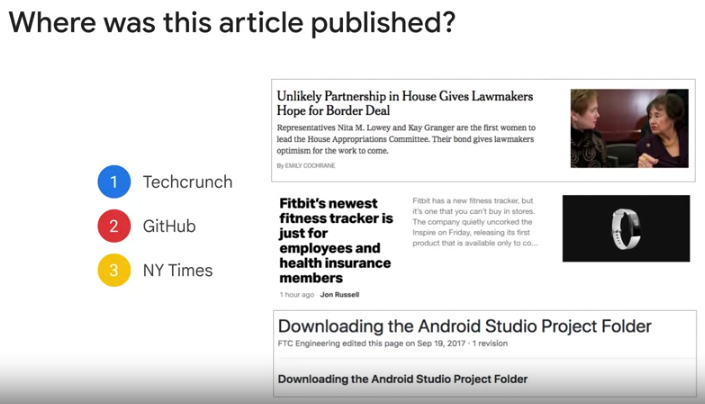 Where was this article published?
1 Techcrunch
2 GitHub
3 NY Times
Unlikely Partnership in House Gives Lawmakers
Hope for Border Deal
Representatives Nita M. Lowey and Kay Granger are the first women to
lead the House Appropriations Committee. Their bond gives lawmakers
optimism for the work to come.
By EMILY COCHRANE
Fitbit's newest
fitness tracker is
just for
employees and
health insurance
members
1 hour ago Jon Russell
Fitbit has a new fitness tracker, but
it's one that you can't buy in stores.
The company quietly uncorked the
Inspire on Friday, releasing its first
product that is available only to co...
Downloading the Android Studio Project Folder
FTC Engineering edited this page on Sep 19, 2017 · 1 revision
Downloading the Android Studio Project Folder